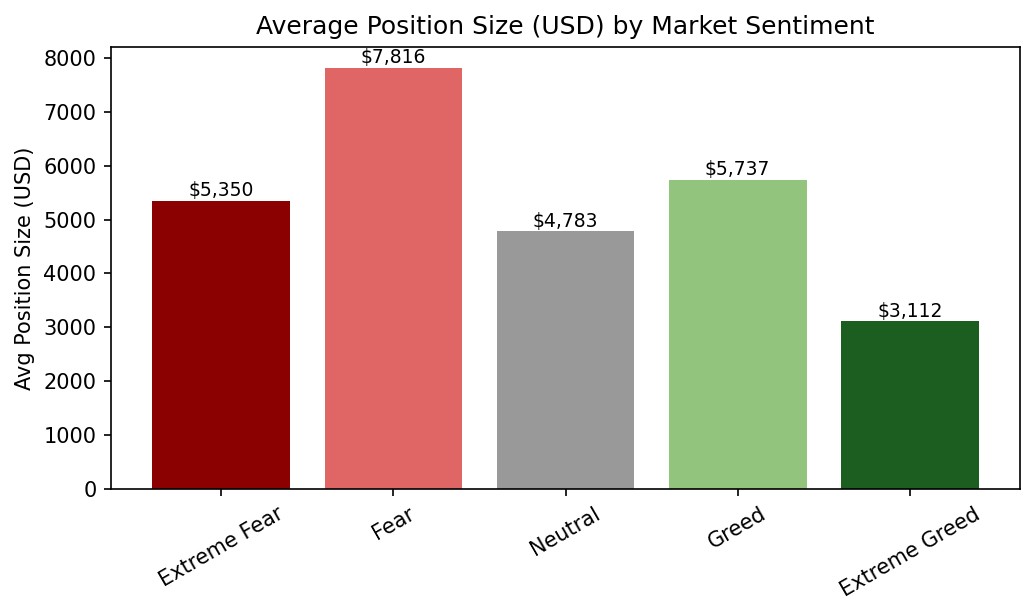 Average Position Size (USD) by Market Sentiment
Avg Position Size (USD)
8000
7000
6000
5000
4000
3000
2000
1000
0
$5,350
$7,816
$4,783
$5,737
$3,112
Extreme Fear
Fear
Neutral
Greed
Extreme Greed